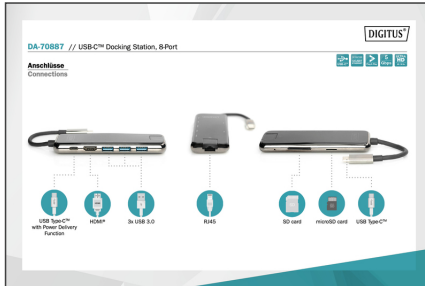 DIGITUS®
DA-70887 // USB-C™ Docking Station, 8-Port
Anschlüsse
Connections
USB Type-C™
with Power Delivery
Function
HDMI®
3x USB 3.0
RJ45
SD card
microSD card
USB Type-C™